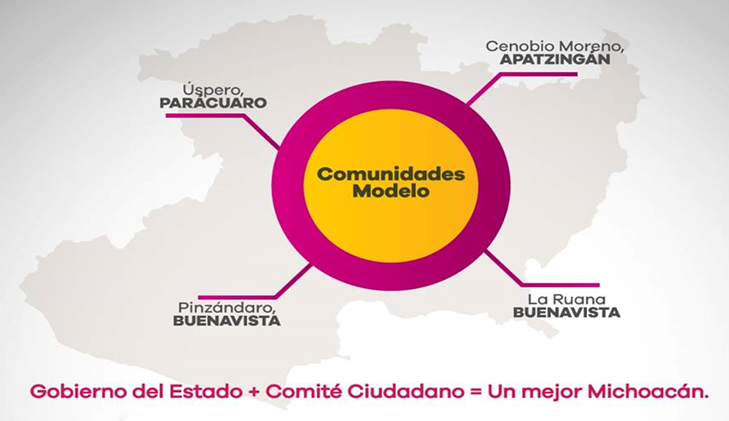 Cenobio Moreno,
APATZINGÁN
Úspero,
PARÁCUARO
Comunidades
Modelo
Pinzándaro,
BUENAVISTA
La Ruana
BUENAVISTA
Gobierno del Estado + Comité Ciudadano = Un mejor Michoacán.